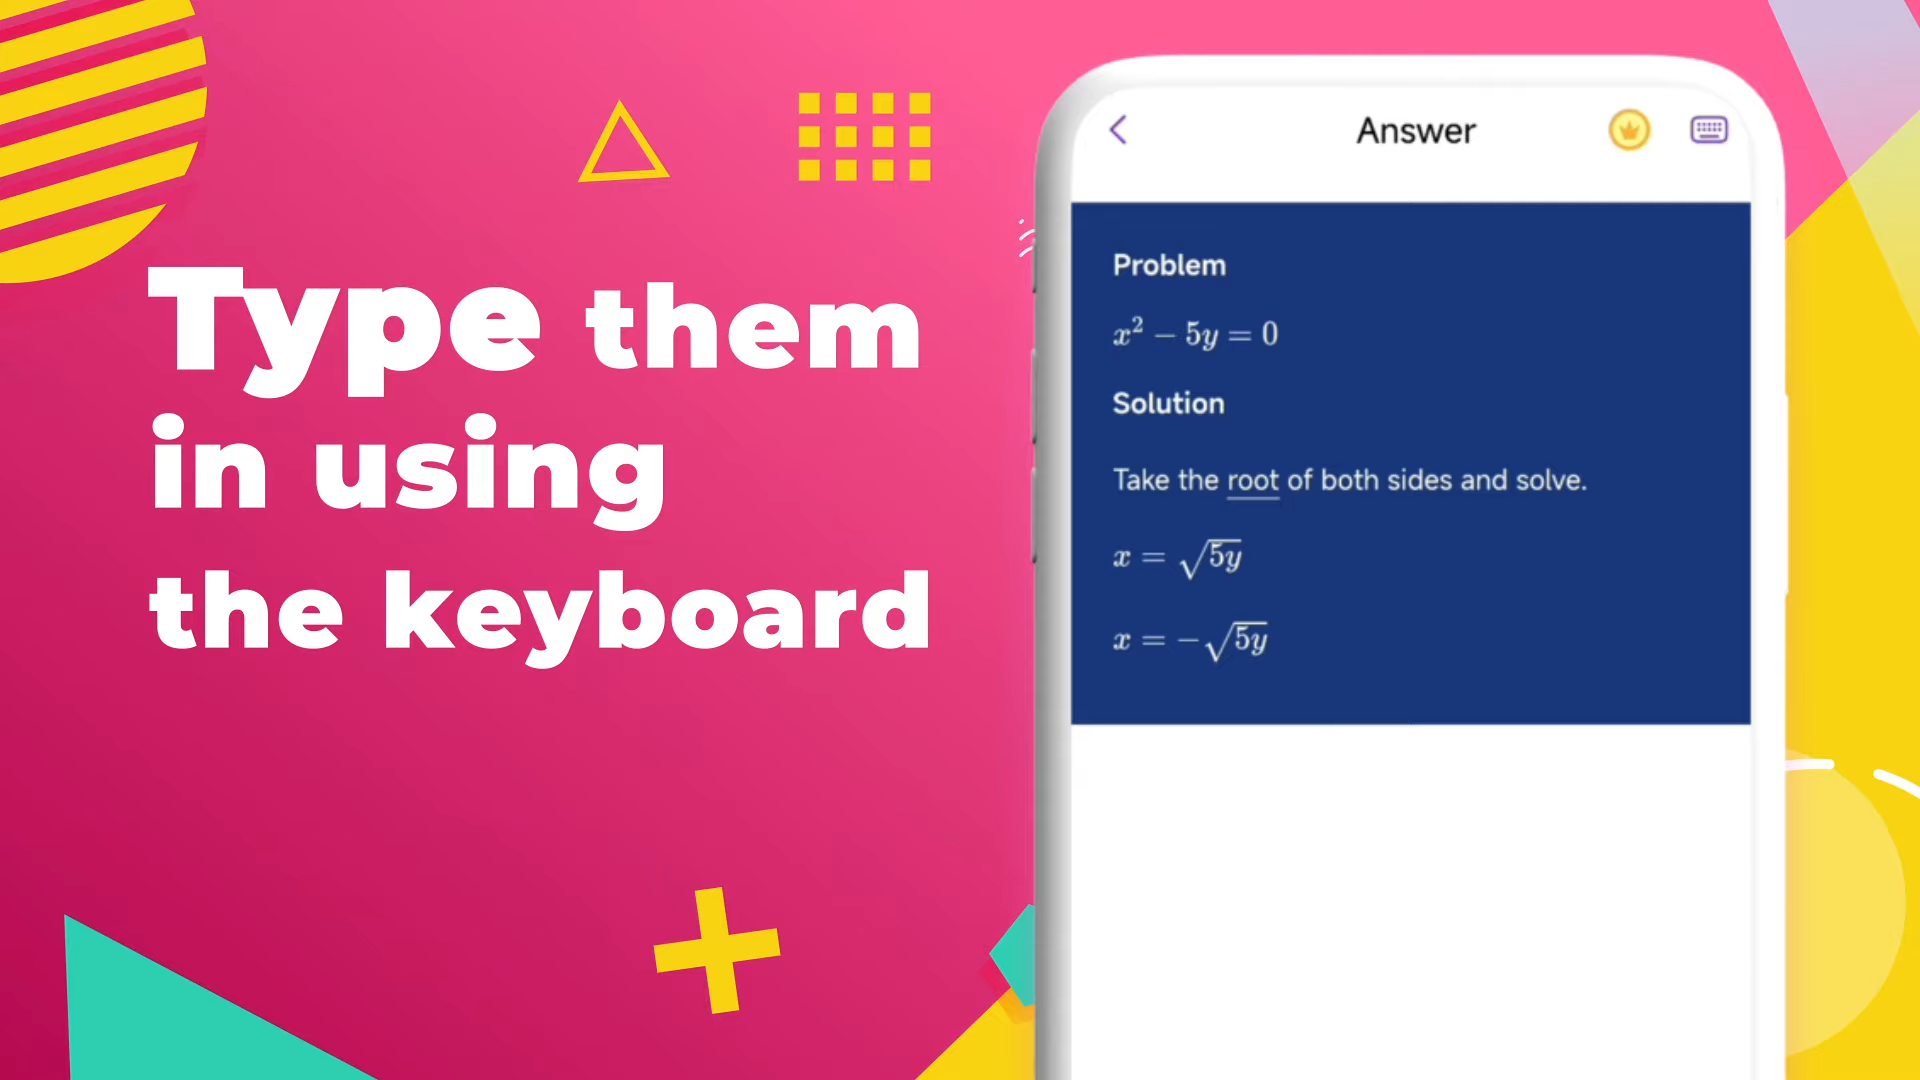 Type them
in using
the keyboard
Answer
Problem
x² − 5y = 0
Solution
Take the root of both sides and solve.
x = √5y
x = −√5y